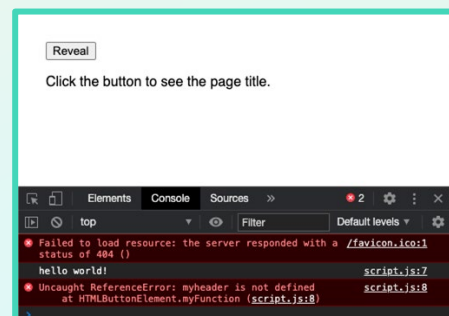 Reveal
Click the button to see the page title.
Elements Console Sources » 2
top Filter Default levels
Failed to load resource: the server responded with a /favicon.ico:1
status of 404 ()
hello world! script.js:7
Uncaught ReferenceError: myheader is not defined script.js:8
at HTMLButtonElement.myFunction (script.js:8)